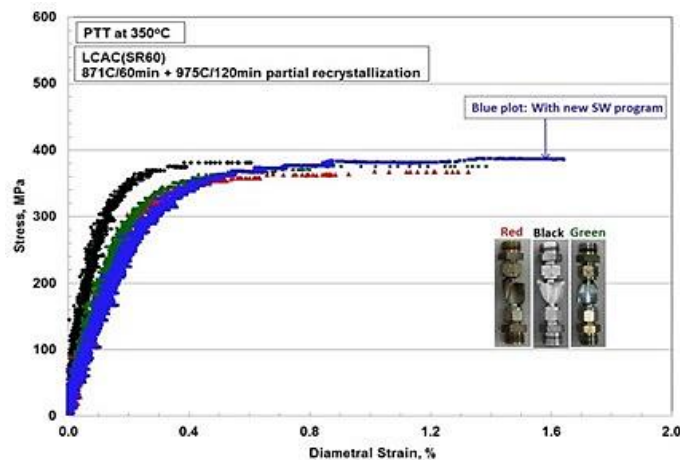 600
PTT at 350°C
LCAC(SR60)
871C/60min + 975C/120min partial recrystallization
500
Blue plot: With new SW program
400
Stress, MPa
300
Red Black Green
200
100
0
0.0 0.4 0.8 1.2 1.6 2.0
Diametral Strain, %